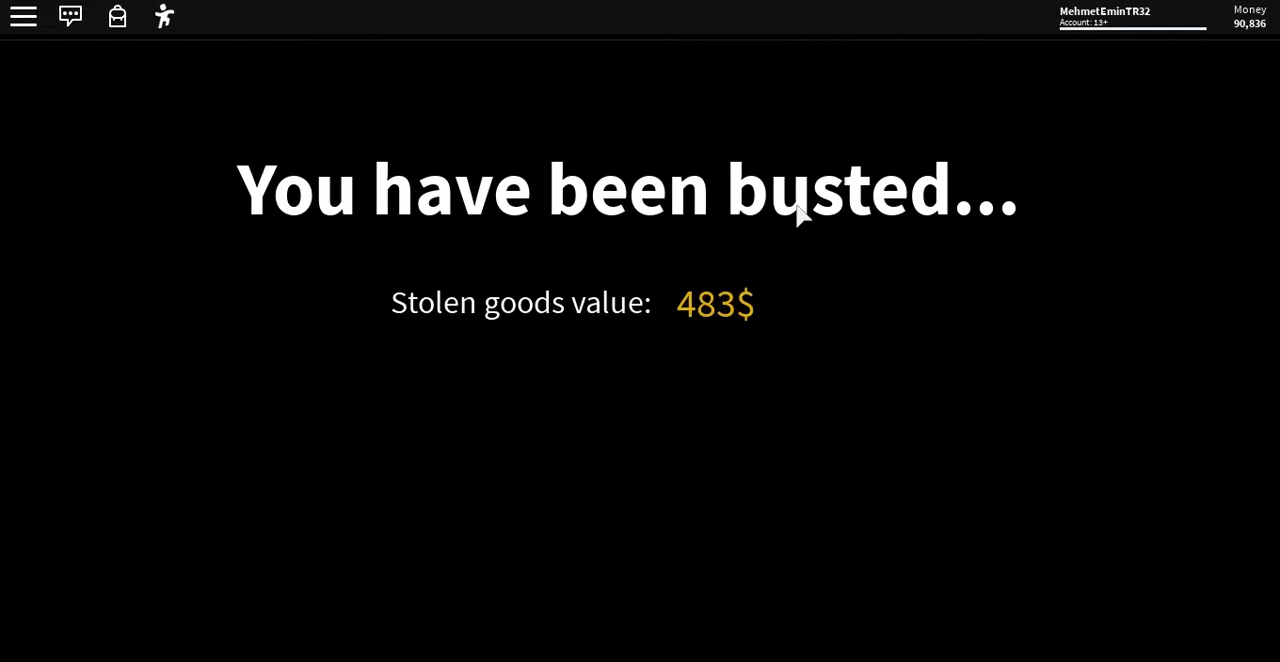 MehmetEminTR32
Account: 13+
Money
90,836
You have been busted...
Stolen goods value: 483$